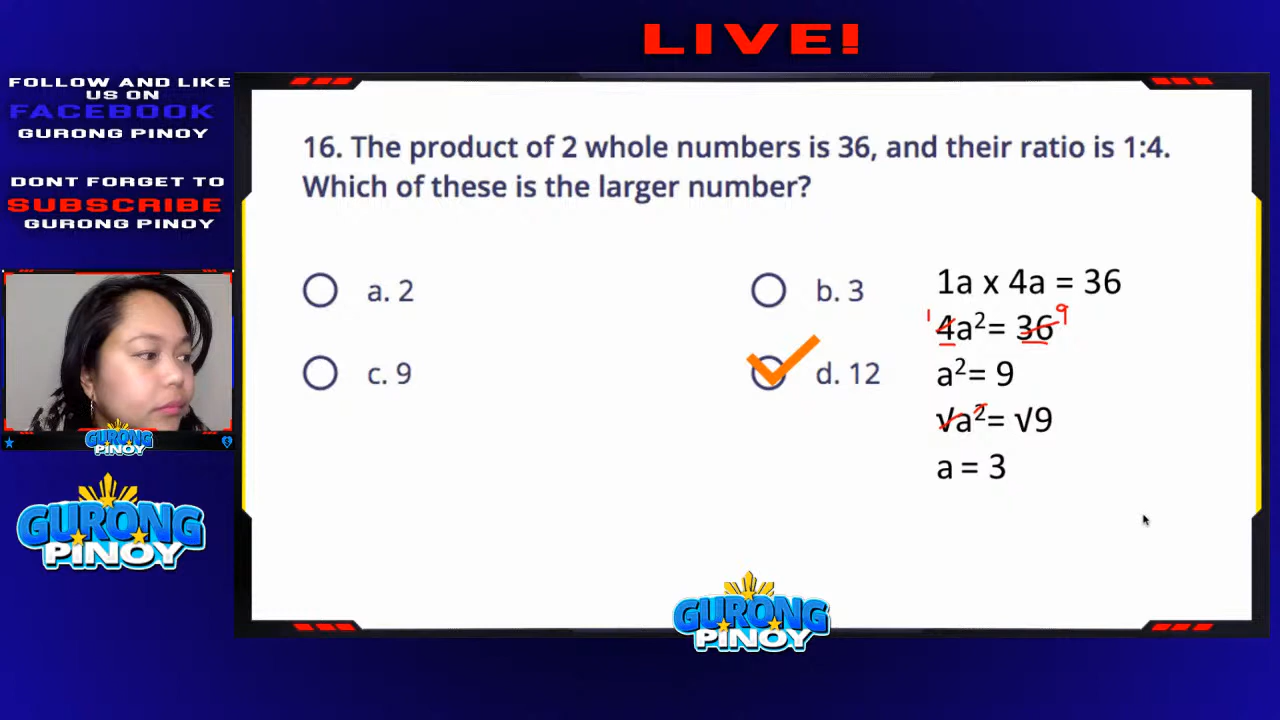 LIVE!
FOLLOW AND LIKE
US ON
FACEBOOK
GURONG PINOY
DONT FORGET TO
SUBSCRIBE
GURONG PINOY
GURONG
PINOY
GURONG
PINOY
16. The product of 2 whole numbers is 36, and their ratio is 1:4.
Which of these is the larger number?
a. 2
b. 3
c. 9
d. 12
1a x 4a = 36
1 4a²= 36 9
a²= 9
√a²= √9
a = 3
GURONG
PINOY